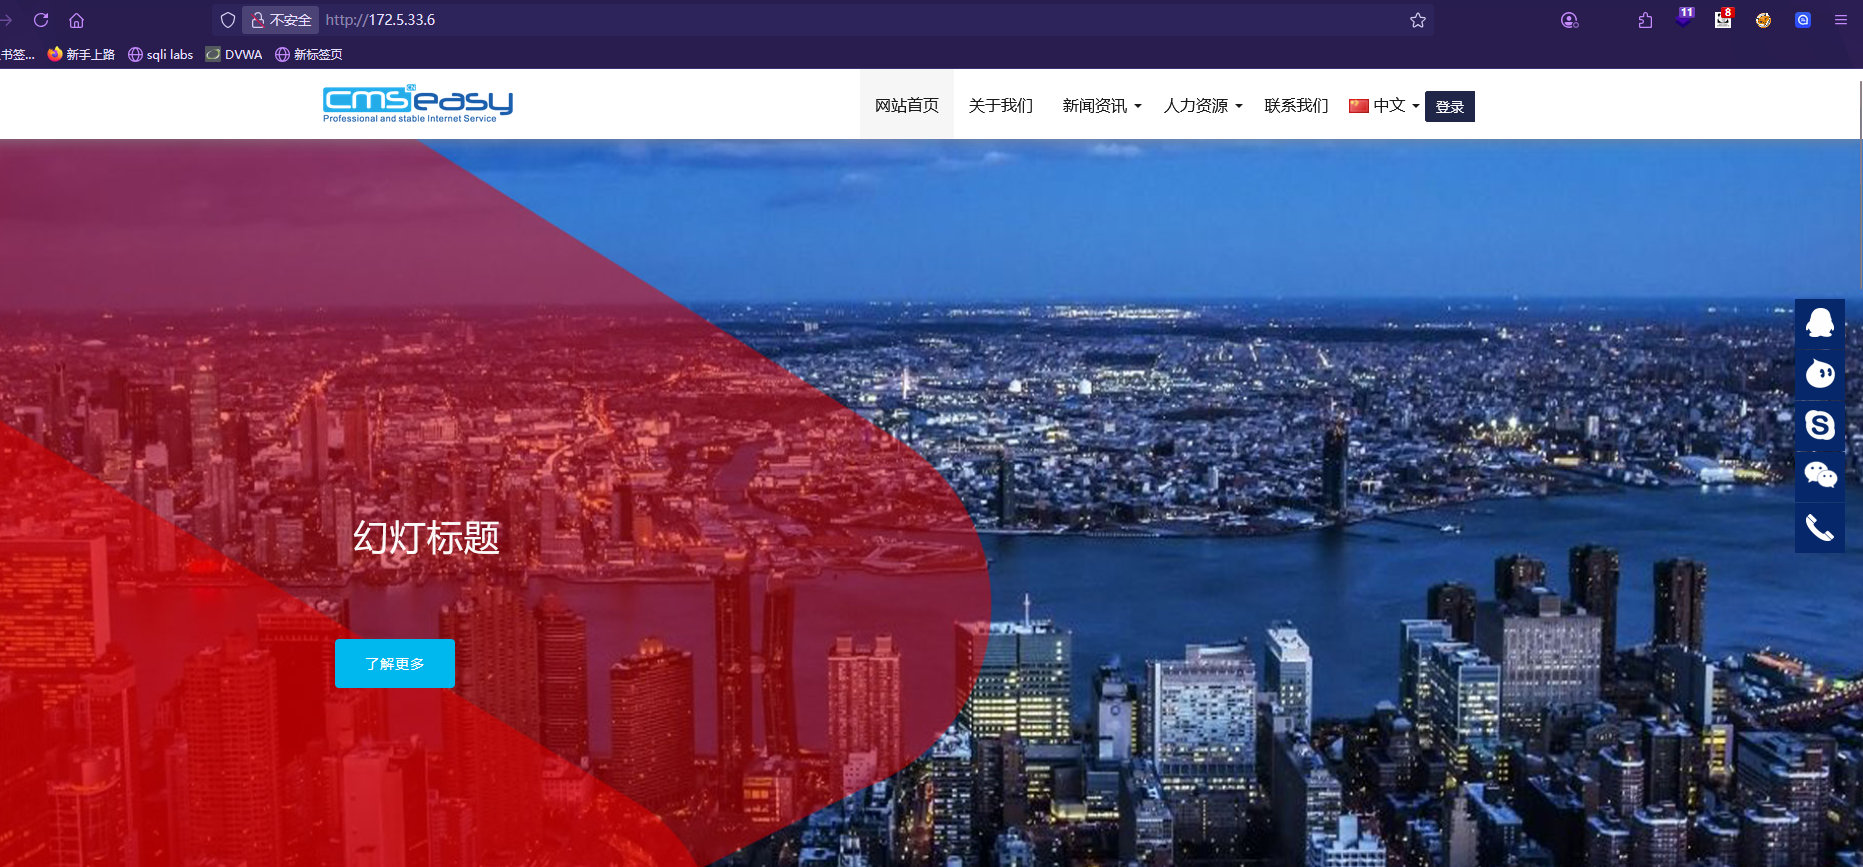 不安全 http://172.5.33.6 11 8
书签... 新手上路 sqli labs DVWA 新标签页
cmseasy CN
Professional and stable Internet Service
网站首页 关于我们 新闻资讯 人力资源 联系我们 中文 登录
幻灯标题
了解更多